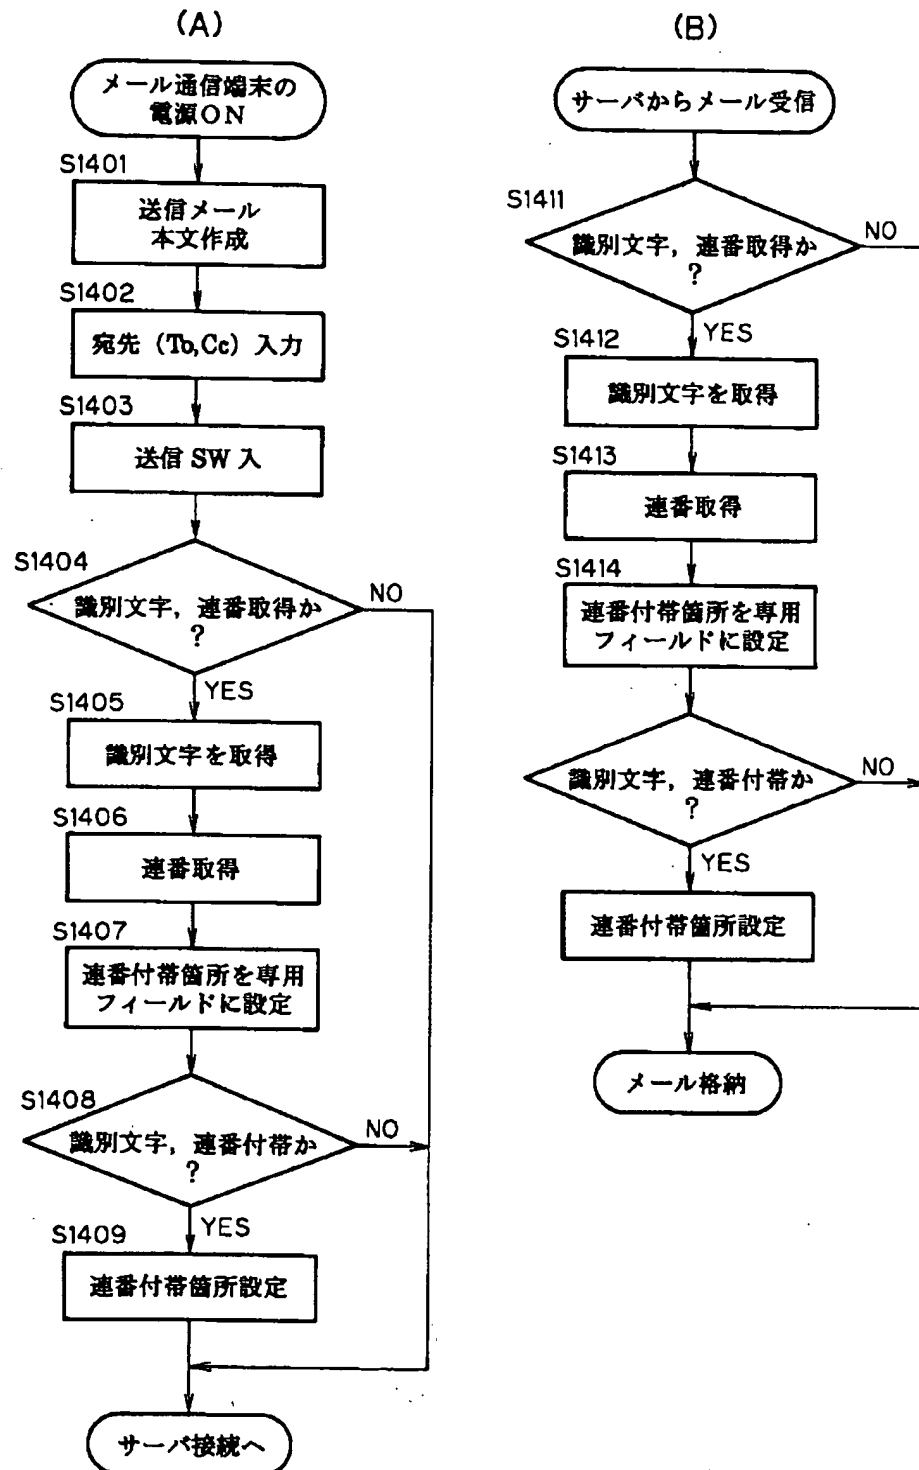 (A)
メール通信端末の
電源ON
S1401
送信メール
本文作成
S1402
宛先 (To,Cc) 入力
S1403
送信 SW 入
S1404
識別文字, 連番取得か
?
NO
YES
S1405
識別文字を取得
S1406
連番取得
S1407
連番付帯箇所を専用
フィールドに設定
S1408
識別文字, 連番付帯か
?
NO
YES
S1409
連番付帯箇所設定
サーバ接続へ
(B)
サーバからメール受信
S1411
識別文字, 連番取得か
?
NO
YES
S1412
識別文字を取得
S1413
連番取得
S1414
連番付帯箇所を専用
フィールドに設定
識別文字, 連番付帯か
?
NO
YES
連番付帯箇所設定
メール格納